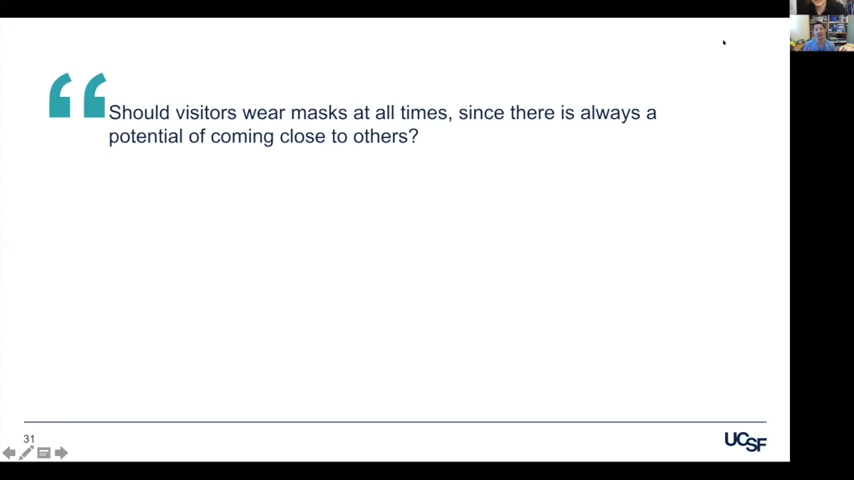 Should visitors wear masks at all times, since there is always a
potential of coming close to others?
31
UCSF